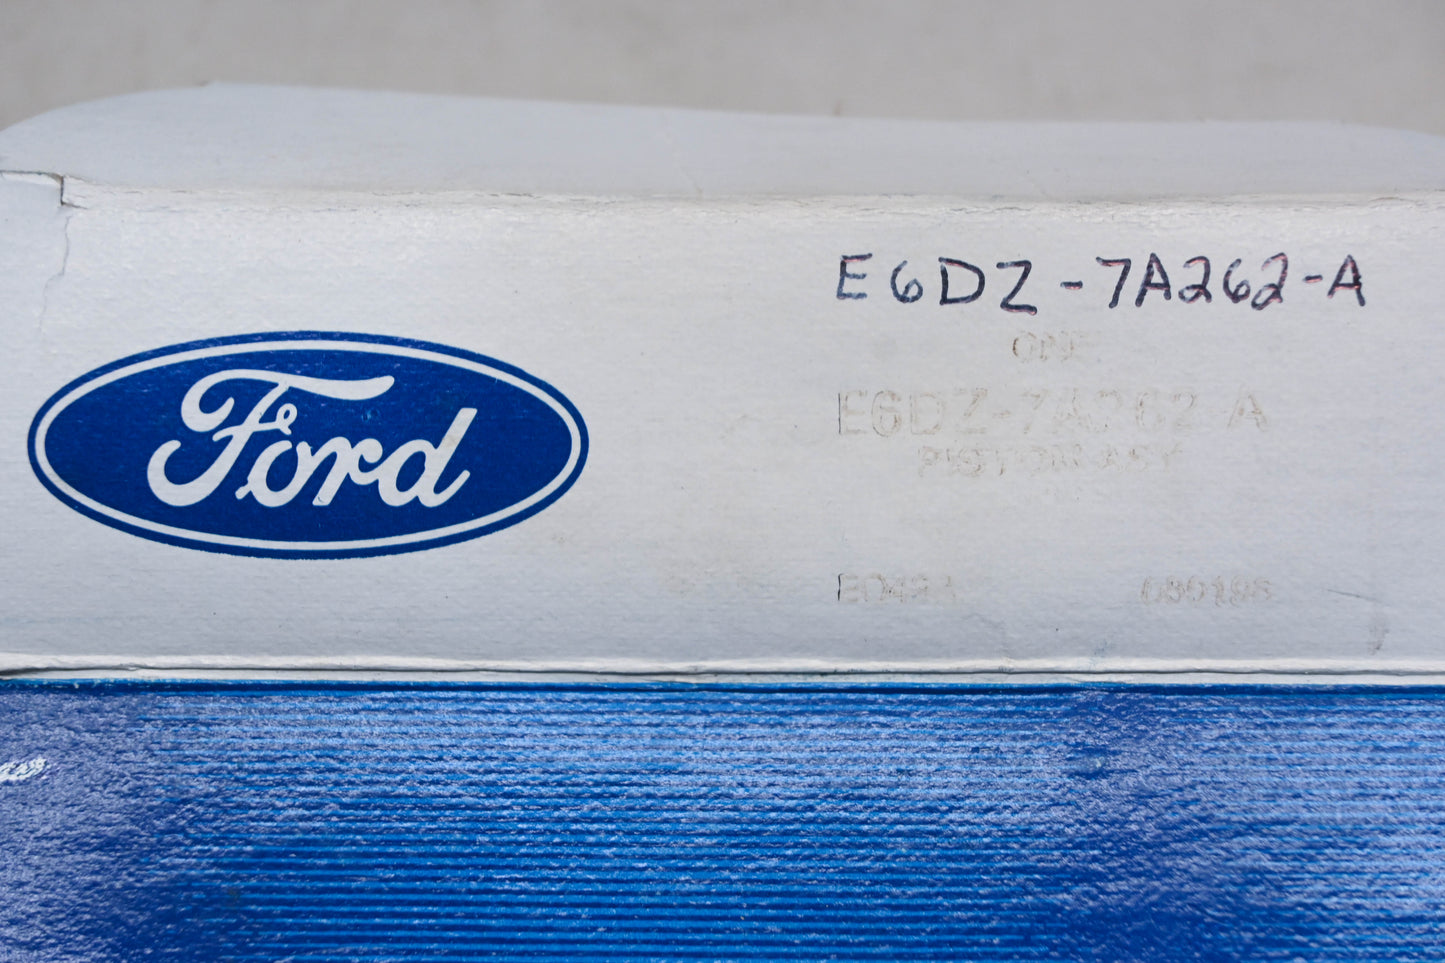 Ford
E6DZ-7A262-A
ONE
E6DZ-7A262-A
PISTON ASY